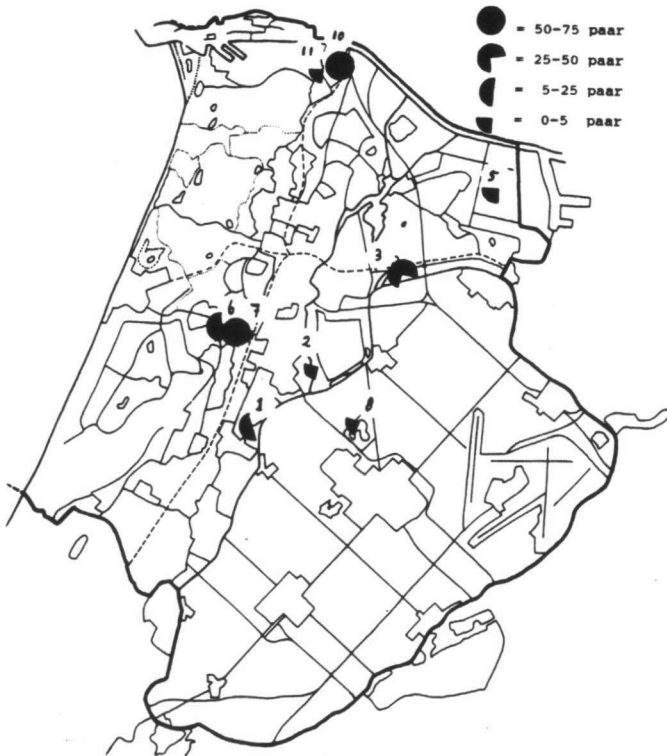 = 50-75 paar
= 25-50 paar
= 5-25 paar
= 0-5 paar
10
11
5
3
6 7
2
1 8